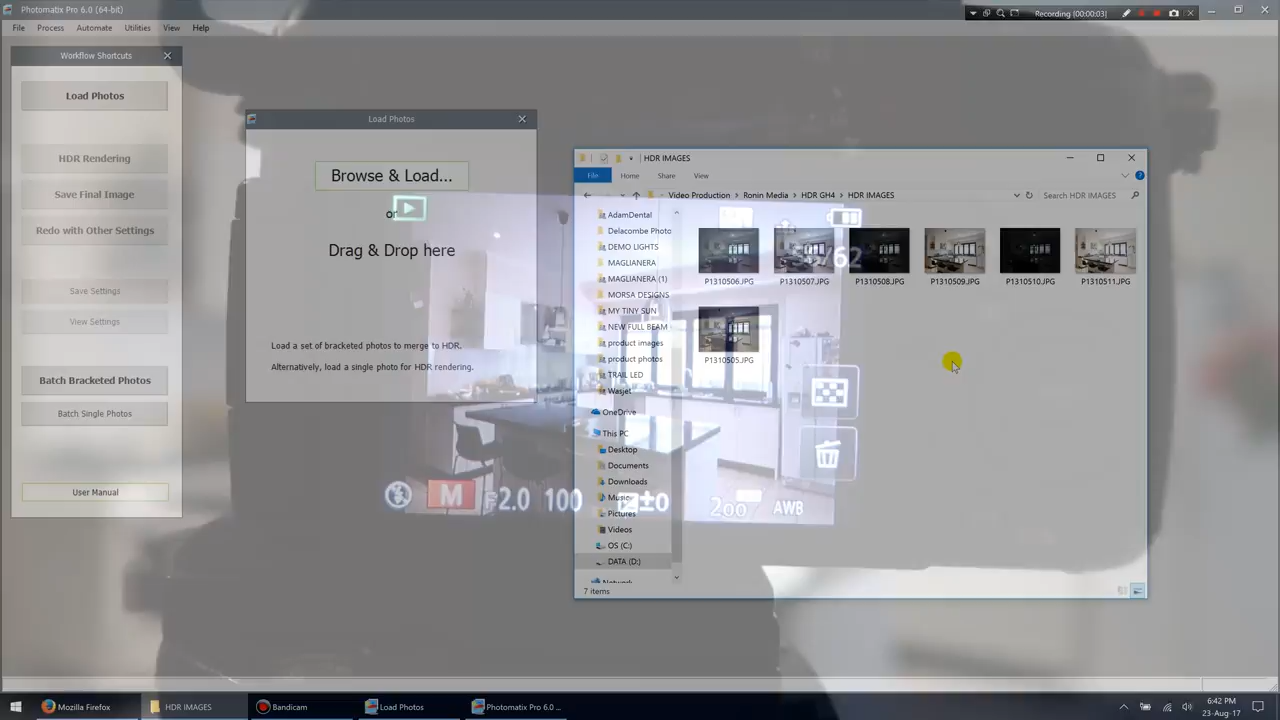 Photomatix Pro 6.0 (64-bit)
Recording [00:00:03]
File Process Automate Utilities View Help
Workflow Shortcuts
Load Photos
HDR Rendering
Save Final Image
Redo with Other Settings
Save Settings
View Settings
Batch Bracketed Photos
Batch Single Photos
User Manual
Load Photos
Browse & Load...
or
Drag & Drop here
Load a set of bracketed photos to merge to HDR.
Alternatively, load a single photo for HDR rendering.
HDR IMAGES
File Home Share View
Video Production Ronin Media HDR GH4 HDR IMAGES
Search HDR IMAGES
AdamDental
Delacombe Photo
DEMO LIGHTS
MAGLIANERA
MAGLIANERA (1)
MORSA DESIGNS
MY TINY SUN
NEW FULL BEAM
product images
product photos
TRAIL LED
Wasjel
OneDrive
This PC
Desktop
Documents
Downloads
Music
Pictures
Videos
OS (C:)
DATA (D:)
Network
P1310506.JPG P1310507.JPG P1310508.JPG P1310509.JPG P1310510.JPG P1310511.JPG
P1310505.JPG
7 items
/62
M F2.0 100 ±0 200 AWB
Mozilla Firefox HDR IMAGES Bandicam Load Photos Photomatix Pro 6.0 ...
6:42 PM
23-Aug-17